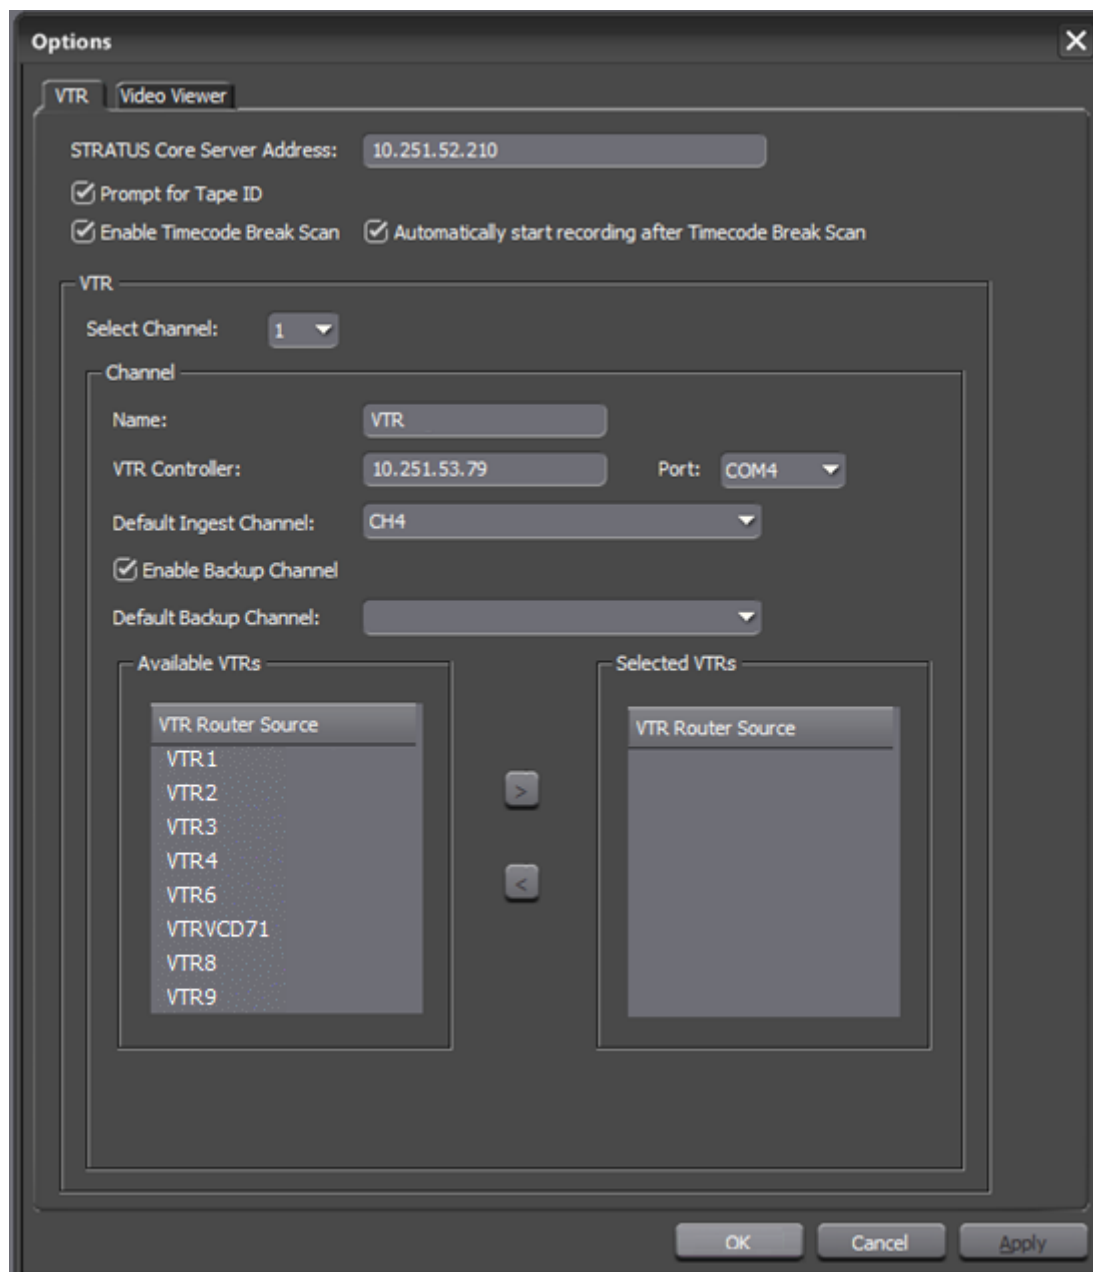 Options
VTR Video Viewer
STRATUS Core Server Address: 10.251.52.210
Prompt for Tape ID
Enable Timecode Break Scan Automatically start recording after Timecode Break Scan
VTR
Select Channel: 1
Channel
Name: VTR
VTR Controller: 10.251.53.79 Port: COM4
Default Ingest Channel: CH4
Enable Backup Channel
Default Backup Channel:
Available VTRs Selected VTRs
VTR Router Source VTR Router Source
VTR1
VTR2
>
VTR3
VTR4
VTR6
<
VTRVCD71
VTR8
VTR9
OK Cancel Apply